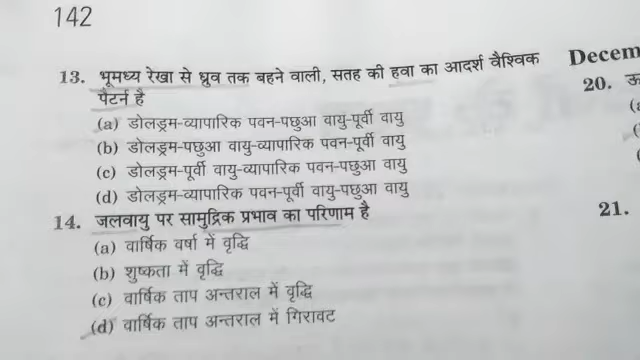 142
13. भूमध्य रेखा से ध्रुव तक बहने वाली, सतह की हवा का आदर्श वैश्विक
पैटर्न है
(a) डोलड्रम-व्यापारिक पवन-पछुआ वायु-पूर्वी वायु
(b) डोलड्रम-पछुआ वायु-व्यापारिक पवन-पूर्वी वायु
(c) डोलड्रम-पूर्वी वायु-व्यापारिक पवन-पछुआ वायु
(d) डोलड्रम-व्यापारिक पवन-पूर्वी वायु-पछुआ वायु
14. जलवायु पर सामुद्रिक प्रभाव का परिणाम है
(a) वार्षिक वर्षा में वृद्धि
(b) शुष्कता में वृद्धि
(c) वार्षिक ताप अन्तराल में वृद्धि
(d) वार्षिक ताप अन्तराल में गिरावट
Decem
20.
21.